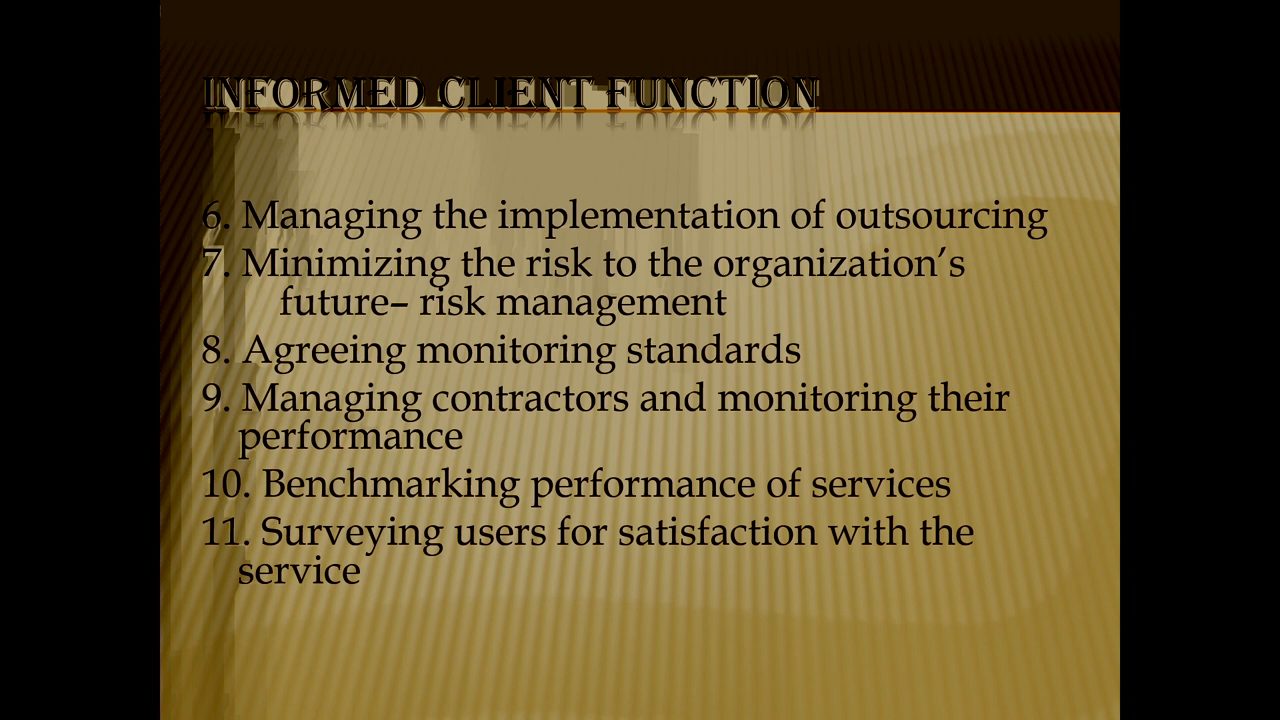 INFORMED CLIENT FUNCTION
6. Managing the implementation of outsourcing
7. Minimizing the risk to the organization’s
future– risk management
8. Agreeing monitoring standards
9. Managing contractors and monitoring their
performance
10. Benchmarking performance of services
11. Surveying users for satisfaction with the
service